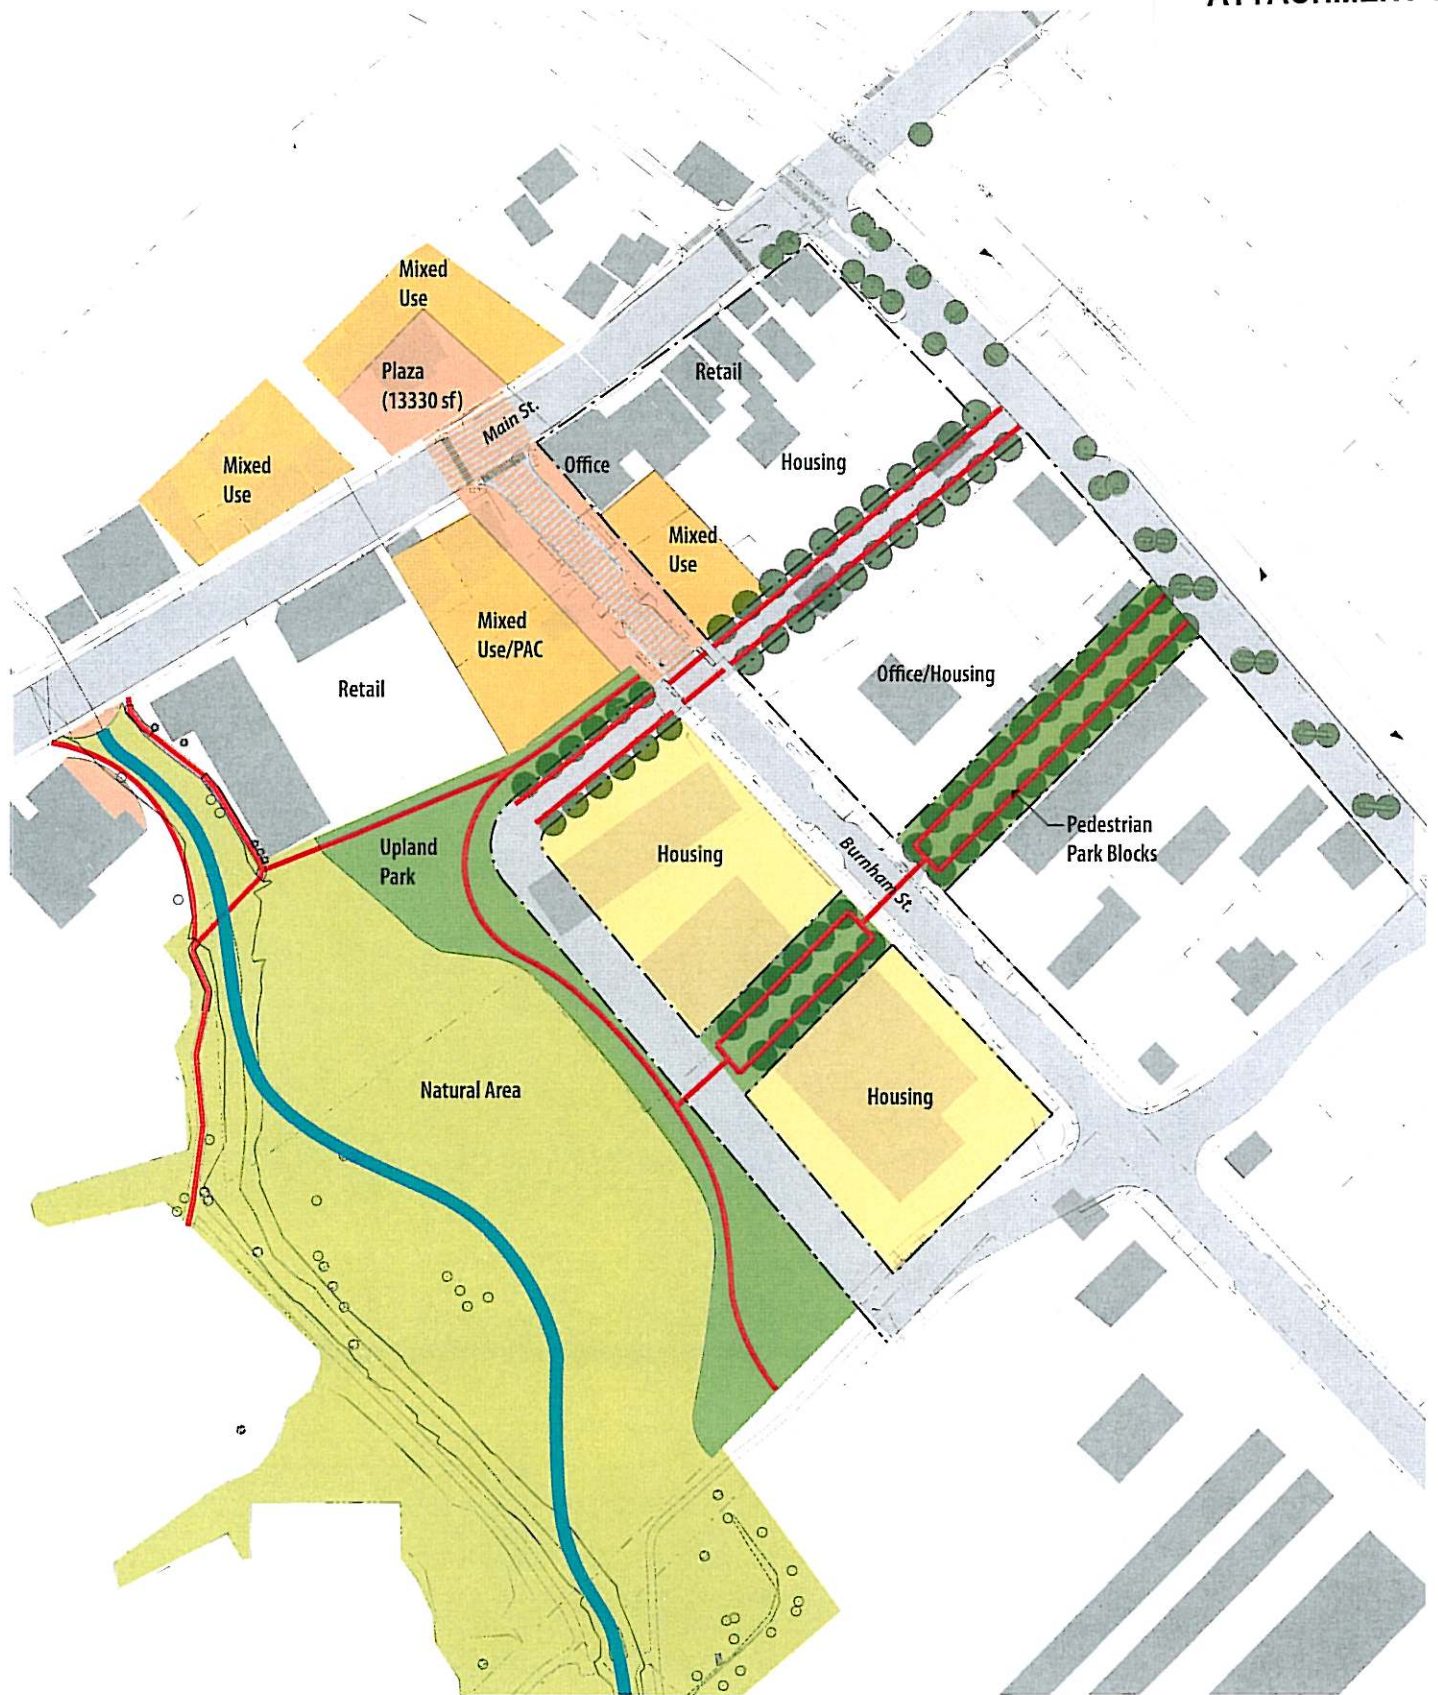 ATTACHMENT
Mixed
Use
Plaza
(13330 sf)
Main St.
Retail
Mixed
Use
Office
Housing
Mixed
Use
Mixed
Use/PAC
Retail
Office/Housing
Pedestrian
Park Blocks
Upland
Park
Housing
Burnham St.
Natural Area
Housing